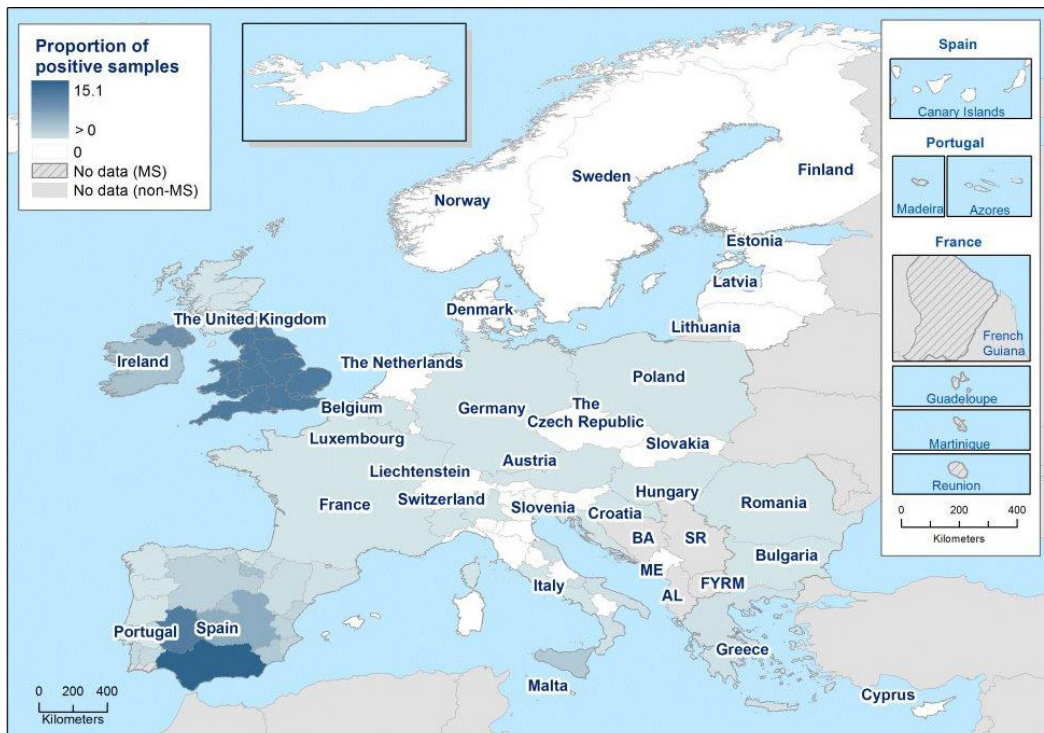 Proportion of
positive samples
15.1
> 0
0
No data (MS)
No data (non-MS)
Norway
Sweden
Finland
Estonia
Latvia
Lithuania
Denmark
The United Kingdom
Ireland
The Netherlands
Belgium
Luxembourg
Germany
Poland
The
Czech Republic
Slovakia
Liechtenstein
Austria
France
Switzerland
Slovenia
Hungary
Croatia
Romania
BA
SR
Bulgaria
ME
FYRM
AL
Italy
Portugal
Spain
Greece
Malta
Cyprus
0 200 400
Kilometers
Spain
Canary Islands
Portugal
Madeira
Azores
France
French
Guiana
Guadeloupe
Martinique
Reunion
0 200 400
Kilometers